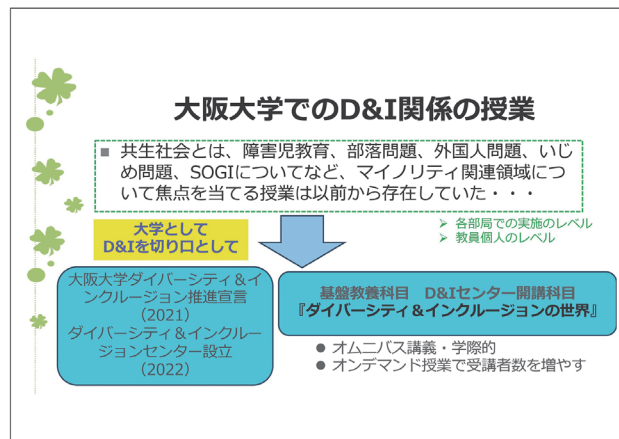 大阪大学でのD&I関係の授業
■ 共生社会とは、障害児教育、部落問題、外国人問題、いじ
め問題、SOGIについてなど、マイノリティ関連領域につ
いて焦点を当てる授業は以前から存在していた・・・
➢ 各部局での実施のレベル
➢ 教員個人のレベル
大学として
D&Iを切り口として
大阪大学ダイバーシティ＆イ
ンクルージョン推進宣言
（2021）
ダイバーシティ＆インクルー
ジョンセンター設立
（2022）
基盤教養科目　D&Iセンター開講科目
『ダイバーシティ＆インクルージョンの世界』
● オムニバス講義・学際的
● オンデマンド授業で受講者数を増やす